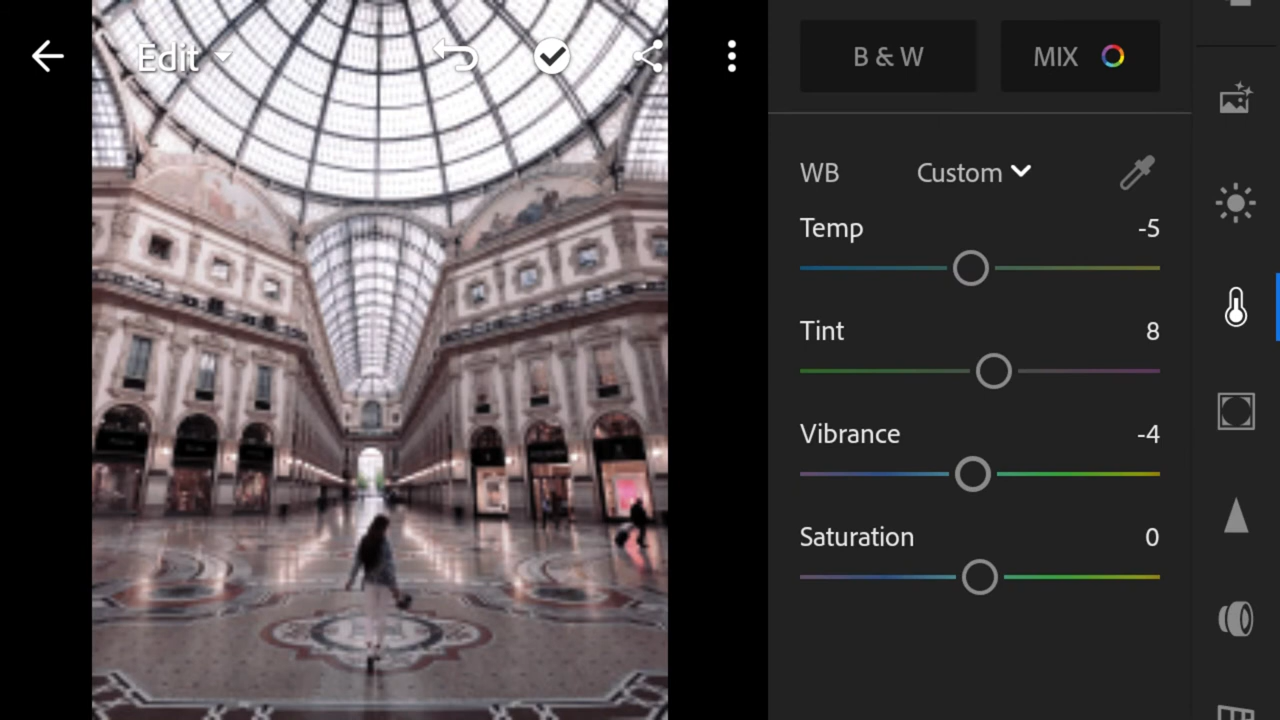 Edit
B & W
MIX
WB Custom
Temp -5
Tint 8
Vibrance -4
Saturation 0